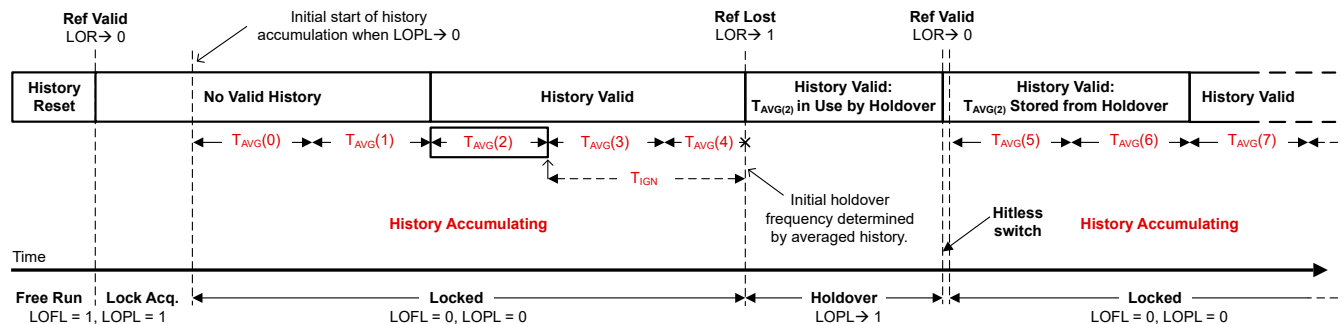 Ref Valid
LOR→ 0
Initial start of history
accumulation when LOPL→ 0
Ref Lost
LOR→ 1
Ref Valid
LOR→ 0
History
Reset
No Valid History
History Valid
History Valid:
TAVG(2) in Use by Holdover
History Valid:
TAVG(2) Stored from Holdover
History Valid
TAVG(0)
TAVG(1)
TAVG(2)
TAVG(3)
TAVG(4)
TAVG(5)
TAVG(6)
TAVG(7)
TIGN
Initial holdover
frequency determined
by averaged history.
History Accumulating
Hitless
switch
History Accumulating
Time
Free Run
Lock Acq.
LOFL = 1, LOPL = 1
Locked
LOFL = 0, LOPL = 0
Holdover
LOPL→ 1
Locked
LOFL = 0, LOPL = 0